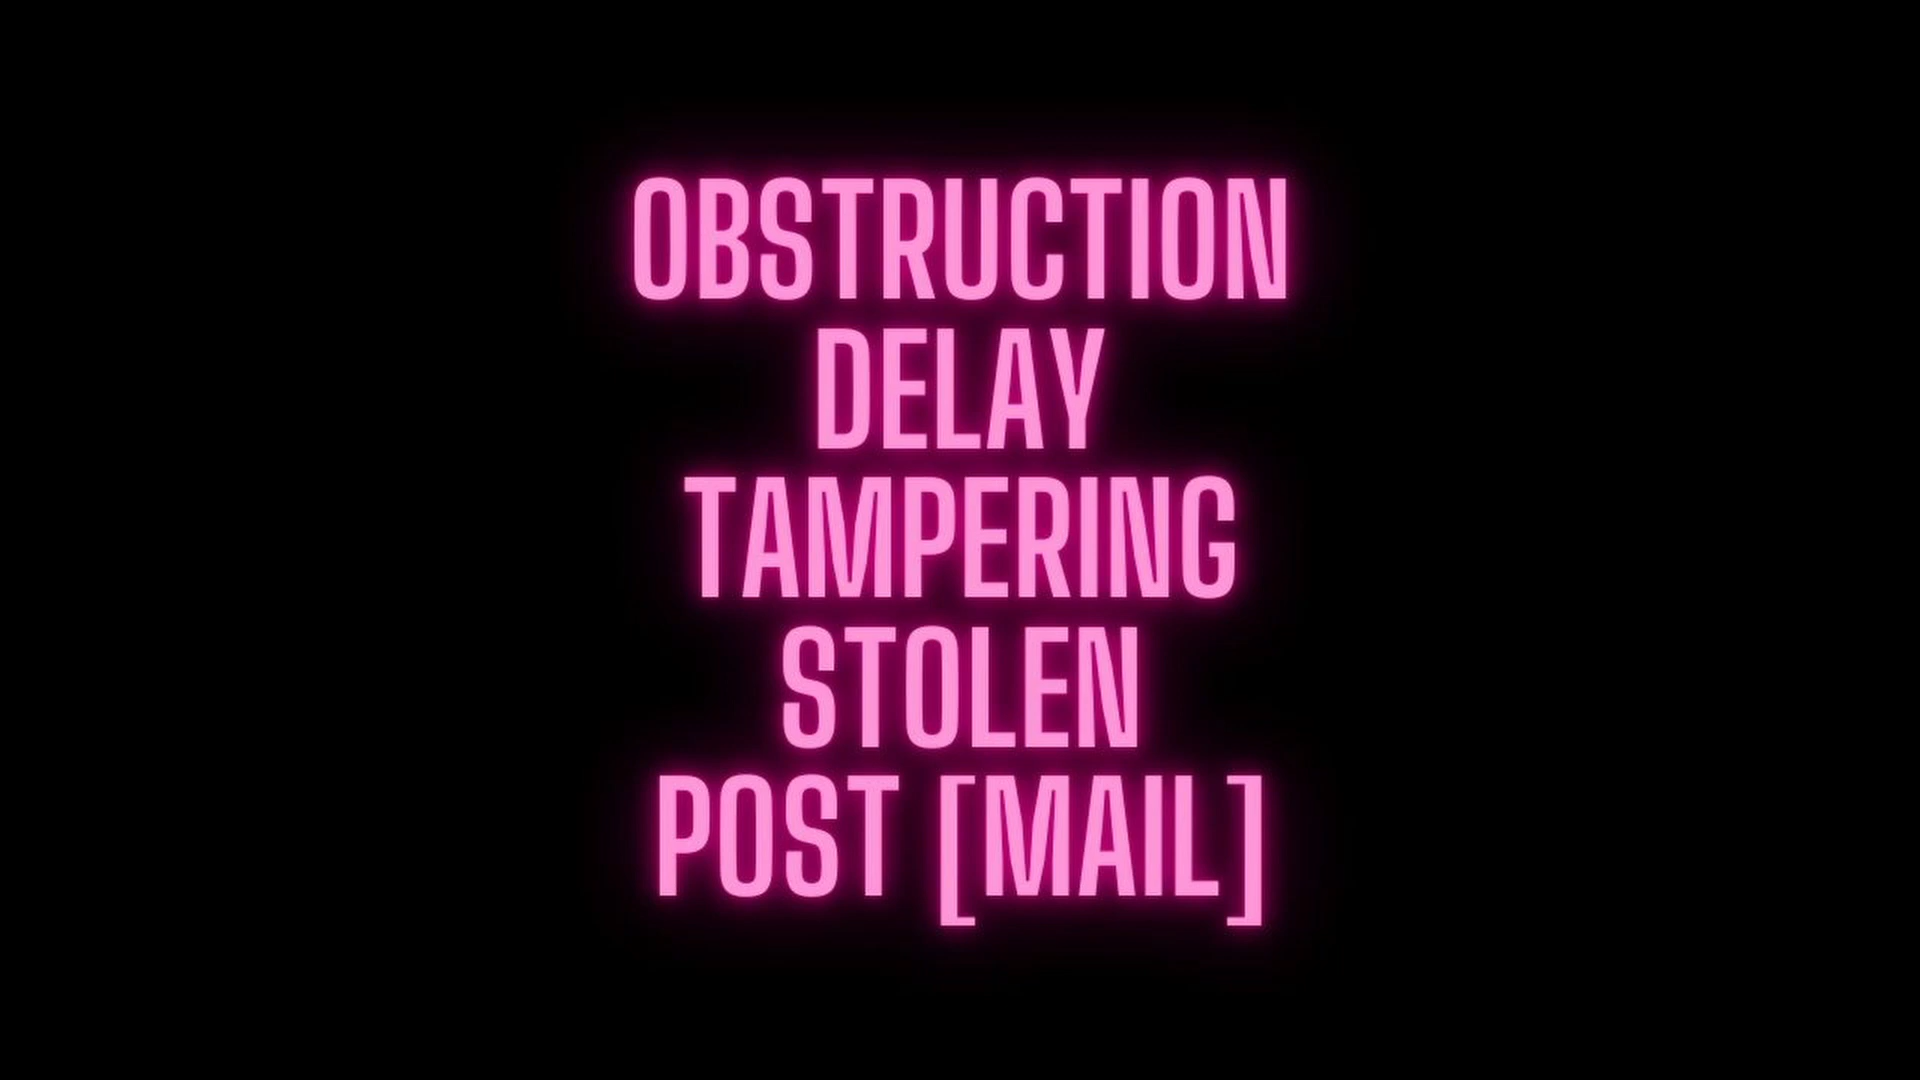 OBSTRUCTION
DELAY
TAMPERING
STOLEN
POST [MAIL]